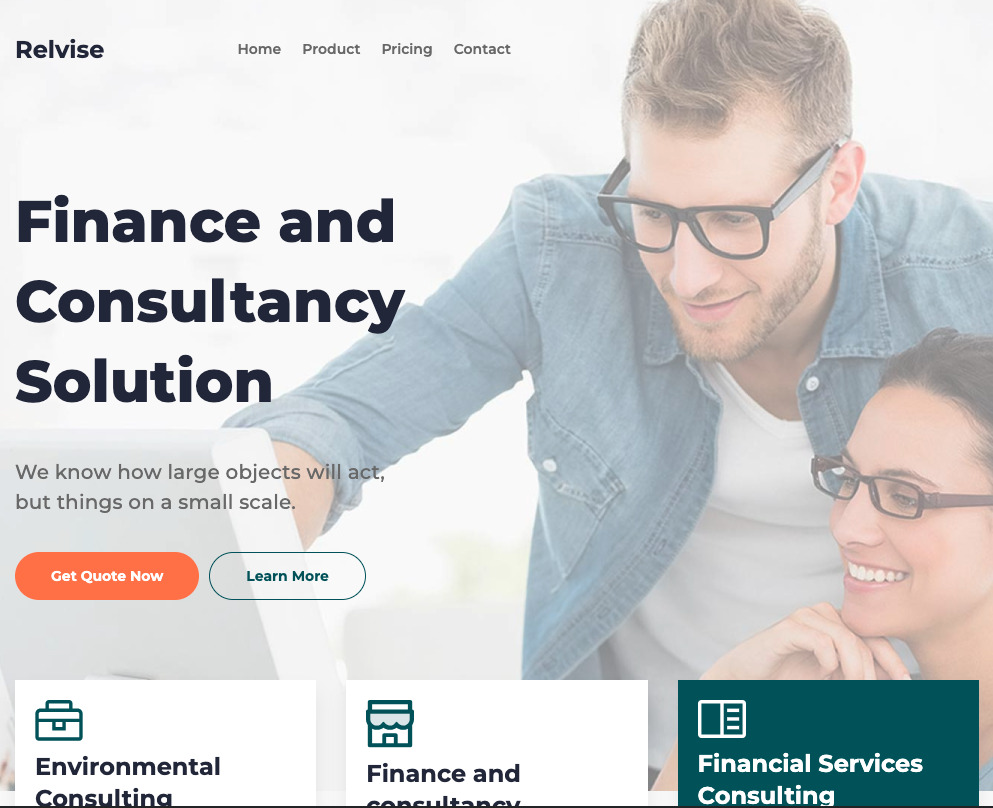 Relvise
Home Product Pricing Contact
Finance and
Consultancy
Solution
We know how large objects will act,
but things on a small scale.
Get Quote Now
Learn More
Environmental
Consulting
Finance and
consultancy
Financial Services
Consulting